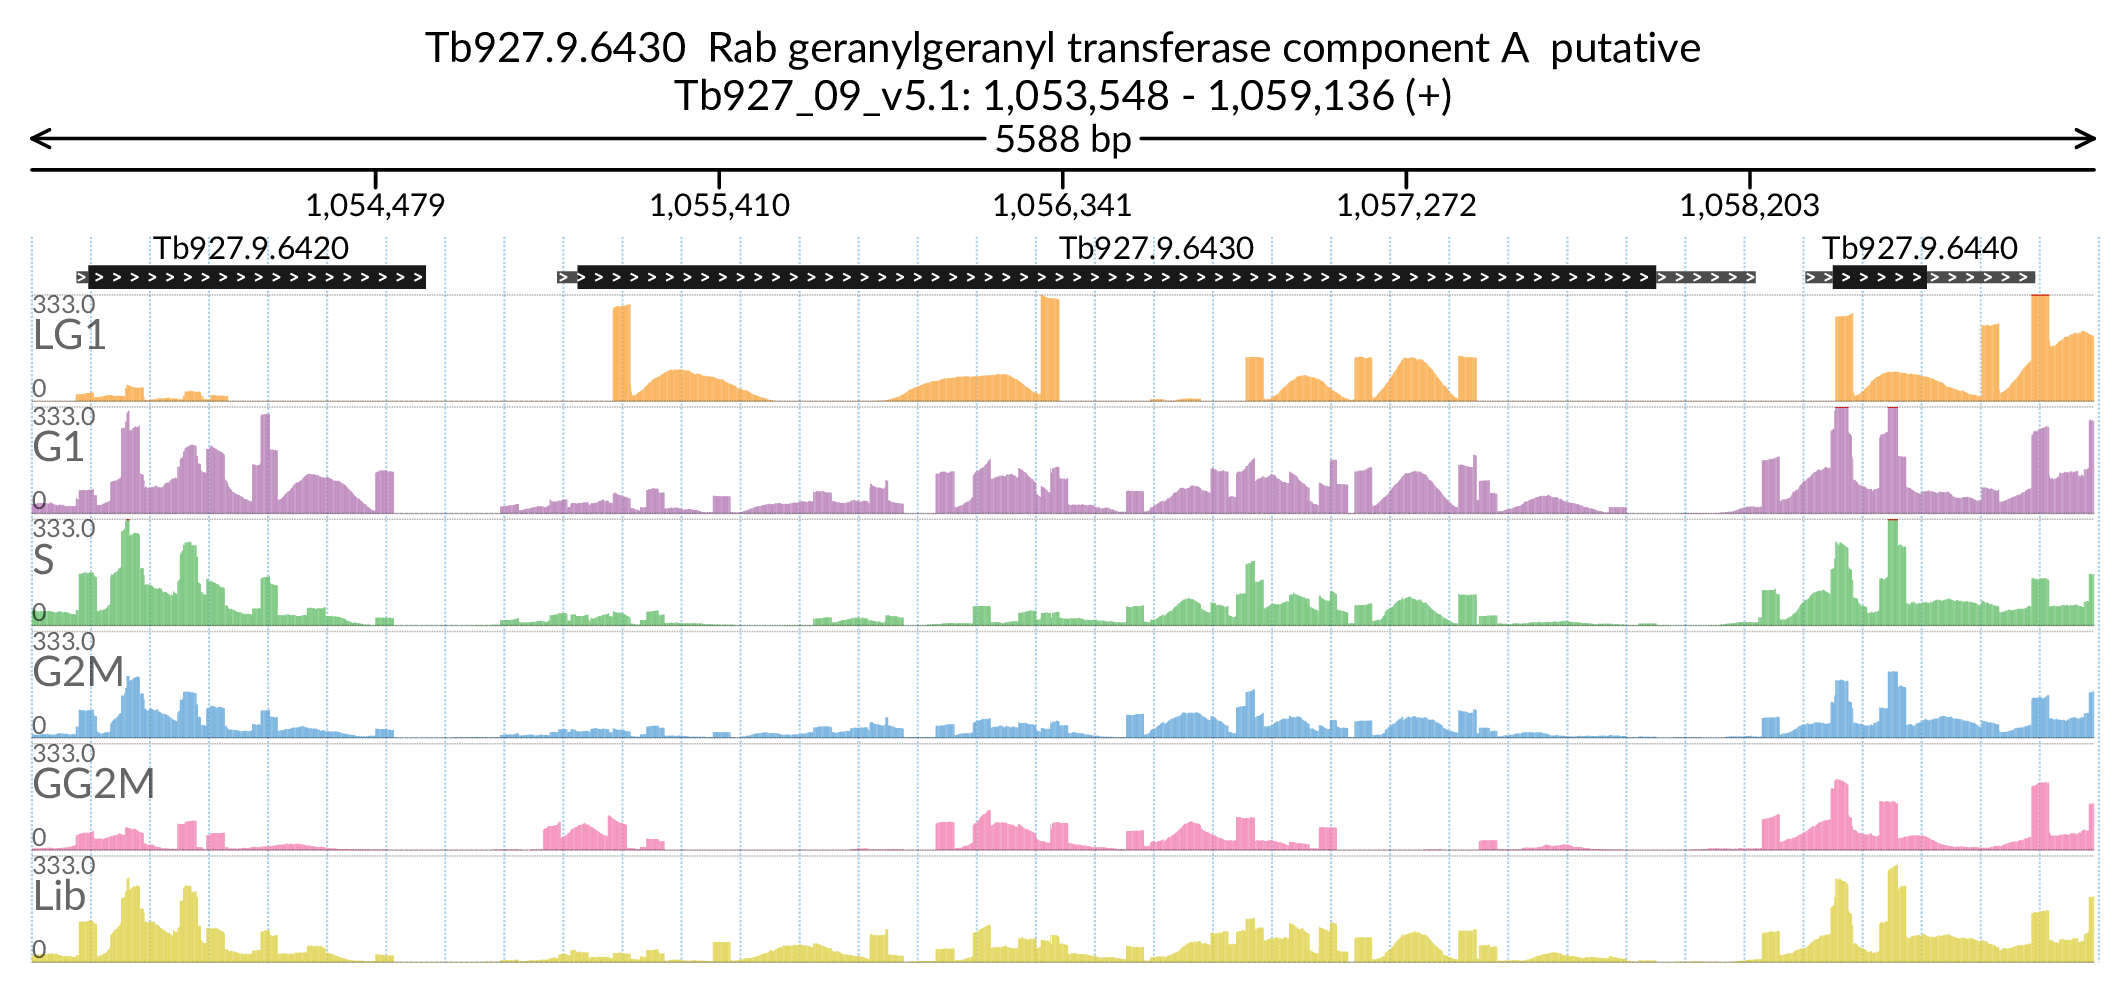 Tb927.9.6430  Rab geranylgeranyl transferase component A  putative
Tb927_09_v5.1: 1,053,548 - 1,059,136 (+)
5588 bp
1,054,479 1,055,410 1,056,341 1,057,272 1,058,203
Tb927.9.6420 Tb927.9.6430 Tb927.9.6440
333.0
LG1
0
333.0
G1
0
333.0
S
0
333.0
G2M
0
333.0
GG2M
0
333.0
Lib
0